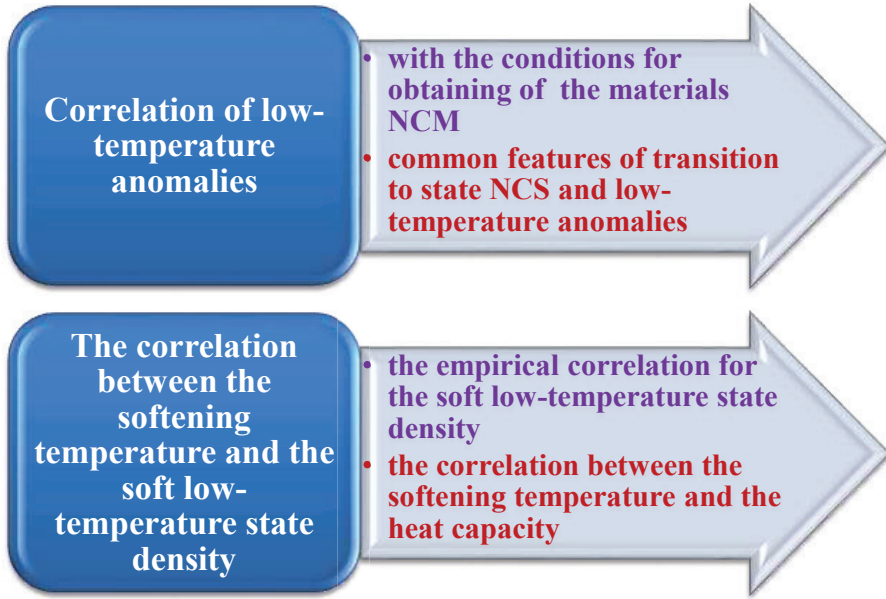 Correlation of low-
temperature
anomalies
• with the conditions for
obtaining of the materials
NCM
• common features of transition
to state NCS and low-
temperature anomalies
The correlation
between the
softening
temperature and the
soft low-
temperature state
density
• the empirical correlation for
the soft low-temperature state
density
• the correlation between the
softening temperature and the
heat capacity